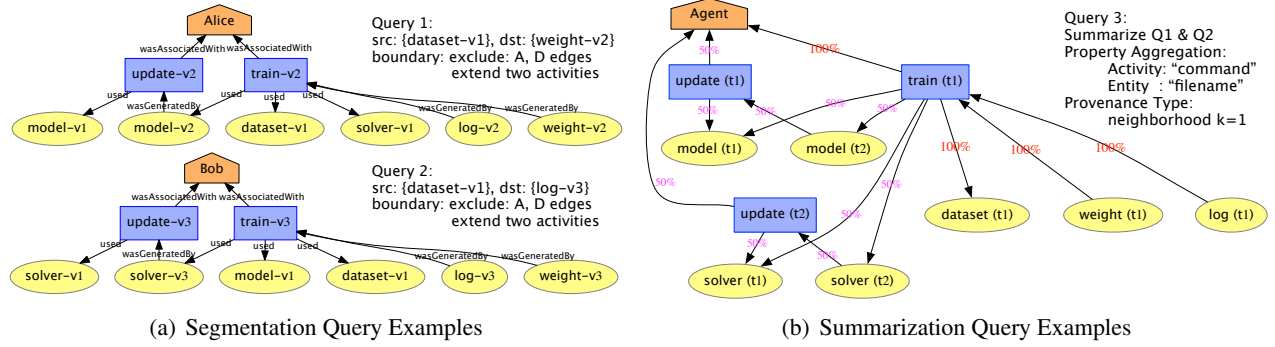 Alice
Query 1:
src: {dataset-v1}, dst: {weight-v2}
boundary: exclude: A, D edges
extend two activities
wasAssociatedWith
wasAssociatedWith
update-v2
train-v2
used
wasGeneratedBy
used
used
used
wasGeneratedBy
wasGeneratedBy
model-v1
model-v2
dataset-v1
solver-v1
log-v2
weight-v2
Bob
Query 2:
src: {dataset-v1}, dst: {log-v3}
boundary: exclude: A, D edges
extend two activities
wasAssociatedWith
wasAssociatedWith
update-v3
train-v3
used
wasGeneratedBy
used
used
used
wasGeneratedBy
wasGeneratedBy
solver-v1
solver-v3
model-v1
dataset-v1
log-v3
weight-v3
(a) Segmentation Query Examples
Agent
Query 3:
Summarize Q1 & Q2
Property Aggregation:
Activity: “command”
Entity : “filename”
Provenance Type:
neighborhood k=1
50%
100%
update (t1)
train (t1)
50%
50%
50%
50%
model (t1)
model (t2)
100%
100%
100%
50%
50%
50%
update (t2)
dataset (t1)
weight (t1)
log (t1)
50%
50%
solver (t1)
solver (t2)
(b) Summarization Query Examples